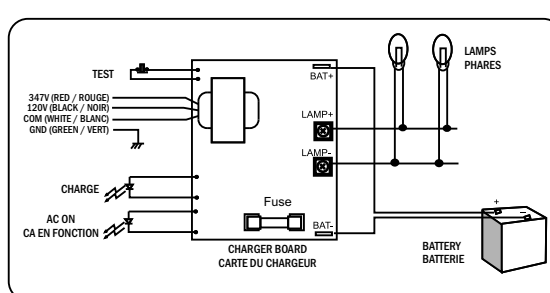 TEST
347V (RED / ROUGE)
120V (BLACK / NOIR)
COM (WHITE / BLANC)
GND (GREEN / VERT)
CHARGE
AC ON
CA EN FONCTION
BAT+
LAMP+
LAMP-
Fuse
BAT-
CHARGER BOARD
CARTE DU CHARGEUR
LAMPS
PHARES
+
−
BATTERY
BATTERIE